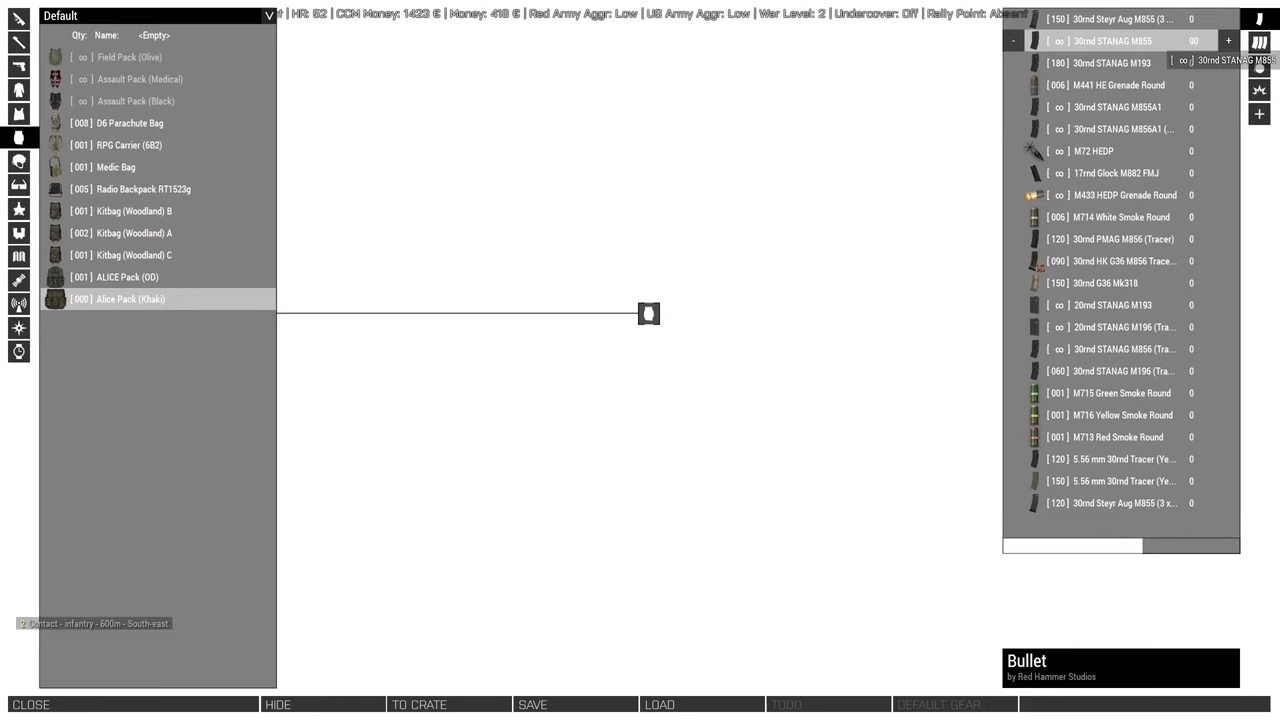 Default
t | HR: 52 | CCM Money: 1423 € | Money: 418 € | Red Army Aggr: Low | US Army Aggr: Low | War Level: 2 | Undercover: Off | Rally Point: Absent
Qty: Name: <Empty>
[ ∞ ] Field Pack (Olive)
[ ∞ ] Assault Pack (Medical)
[ ∞ ] Assault Pack (Black)
[ 008 ] D6 Parachute Bag
[ 001 ] RPG Carrier (6B2)
[ 001 ] Medic Bag
[ 005 ] Radio Backpack RT1523g
[ 001 ] Kitbag (Woodland) B
[ 002 ] Kitbag (Woodland) A
[ 001 ] Kitbag (Woodland) C
[ 001 ] ALICE Pack (OD)
[ 000 ] Alice Pack (Khaki)
2 Contact - infantry - 600m - South-east
[ 150 ] 30rnd Steyr Aug M855 (3 ... 0
- [ ∞ ] 30rnd STANAG M855 90 +
[ ∞ ] 30rnd STANAG M855
[ 180 ] 30rnd STANAG M193 0
[ 006 ] M441 HE Grenade Round 0
[ ∞ ] 30rnd STANAG M855A1 0
[ ∞ ] 30rnd STANAG M856A1 (... 0
[ ∞ ] M72 HEDP 0
[ ∞ ] 17rnd Glock M882 FMJ 0
[ ∞ ] M433 HEDP Grenade Round 0
[ 006 ] M714 White Smoke Round 0
[ 120 ] 30rnd PMAG M856 (Tracer) 0
[ 090 ] 30rnd HK G36 M856 Trace... 0
[ 150 ] 30rnd G36 Mk318 0
[ ∞ ] 20rnd STANAG M193 0
[ ∞ ] 20rnd STANAG M196 (Tra... 0
[ ∞ ] 30rnd STANAG M856 (Tra... 0
[ 060 ] 30rnd STANAG M196 (Tra... 0
[ 001 ] M715 Green Smoke Round 0
[ 001 ] M716 Yellow Smoke Round 0
[ 001 ] M713 Red Smoke Round 0
[ 120 ] 5.56 mm 30rnd Tracer (Ye... 0
[ 150 ] 5.56 mm 30rnd Tracer (Ye... 0
[ 120 ] 30rnd Steyr Aug M855 (3 x... 0
Bullet
by Red Hammer Studios
CLOSE HIDE TO CRATE SAVE LOAD TODO DEFAULT GEAR